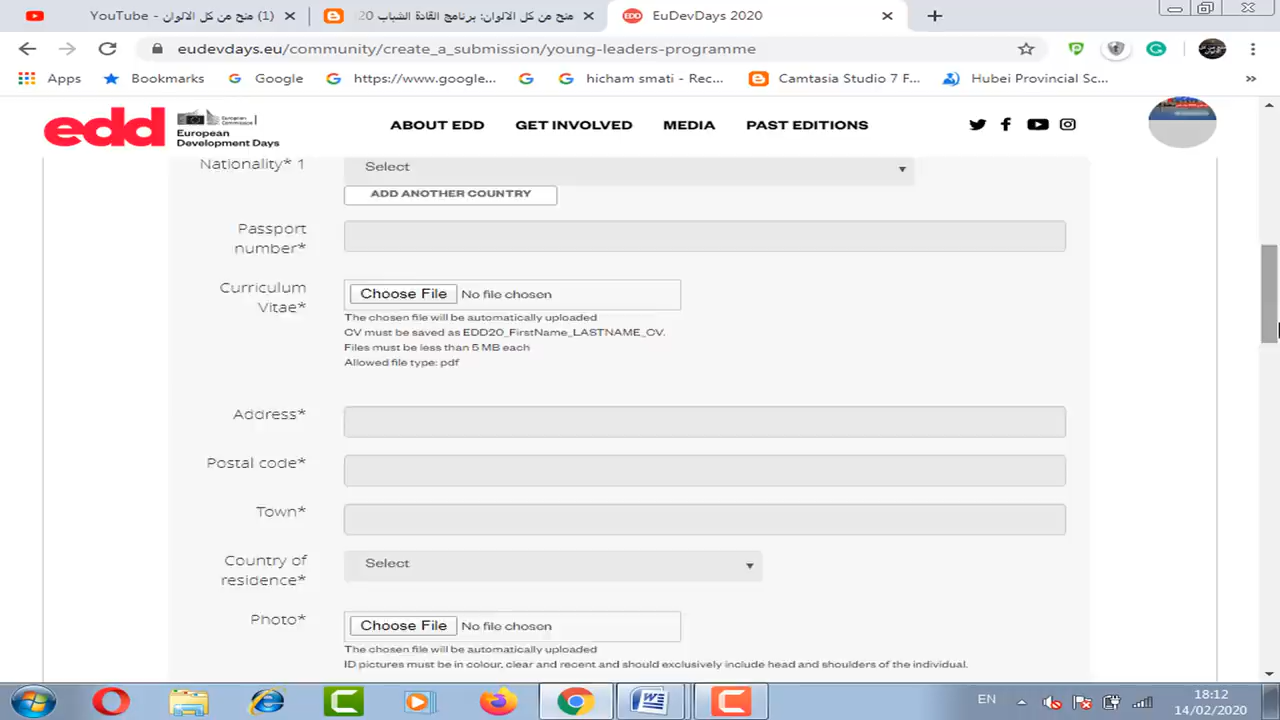 YouTube - منح من كل الالوان (1)
منح من كل الالوان: برنامج القادة الشباب 20
EDD
EuDevDays 2020
eudevdays.eu/community/create_a_submission/young-leaders-programme
Apps
Bookmarks
Google
https://www.google...
hicham smati - Rec...
Camtasia Studio 7 F...
Hubei Provincial Sc...
»
edd
European
Commission
European
Development Days
ABOUT EDD
GET INVOLVED
MEDIA
PAST EDITIONS
Nationality* 1
Select
ADD ANOTHER COUNTRY
Passport
number*
Curriculum
Vitae*
Choose File No file chosen
The chosen file will be automatically uploaded
CV must be saved as EDD20_FirstName_LASTNAME_CV.
Files must be less than 5 MB each
Allowed file type: pdf
Address*
Postal code*
Town*
Country of
residence*
Select
Photo*
Choose File No file chosen
The chosen file will be automatically uploaded
ID pictures must be in colour, clear and recent and should exclusively include head and shoulders of the individual.
EN
18:12
14/02/2020